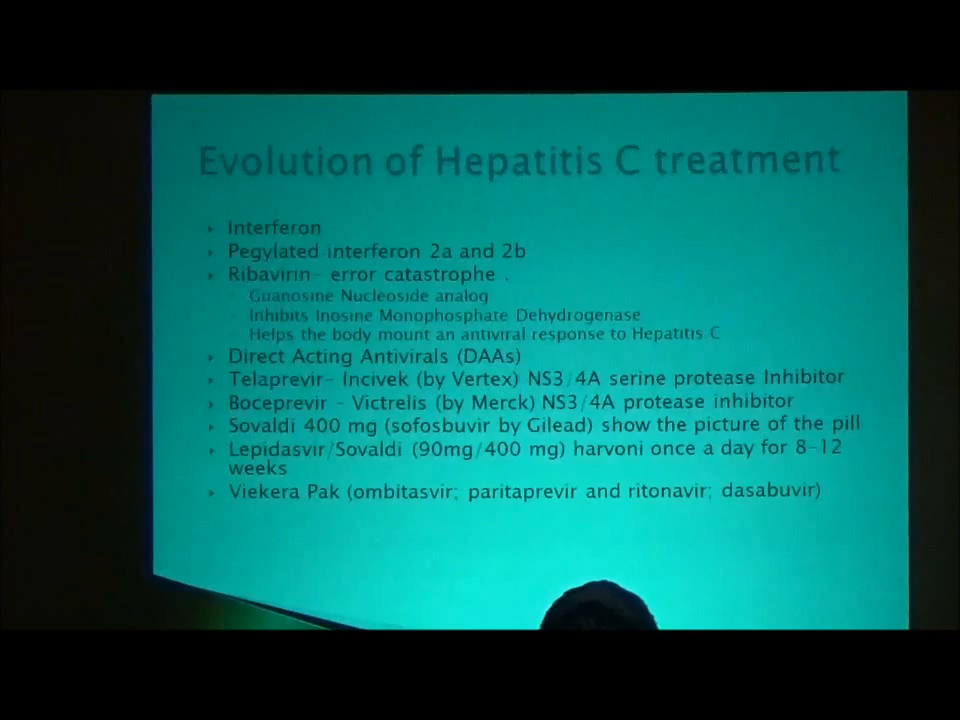 Evolution of Hepatitis C treatment
Interferon
Pegylated interferon 2a and 2b
Ribavirin- error catastrophe .
Guanosine Nucleoside analog
Inhibits Inosine Monophosphate Dehydrogenase
Helps the body mount an antiviral response to Hepatitis C
Direct Acting Antivirals (DAAs)
Telaprevir- Incivek (by Vertex) NS3/4A serine protease Inhibitor
Boceprevir - Victrelis (by Merck) NS3/4A protease inhibitor
Sovaldi 400 mg (sofosbuvir by Gilead) show the picture of the pill
Lepidasvir/Sovaldi (90mg/400 mg) harvoni once a day for 8-12
weeks
Viekera Pak (ombitasvir; paritaprevir and ritonavir; dasabuvir)